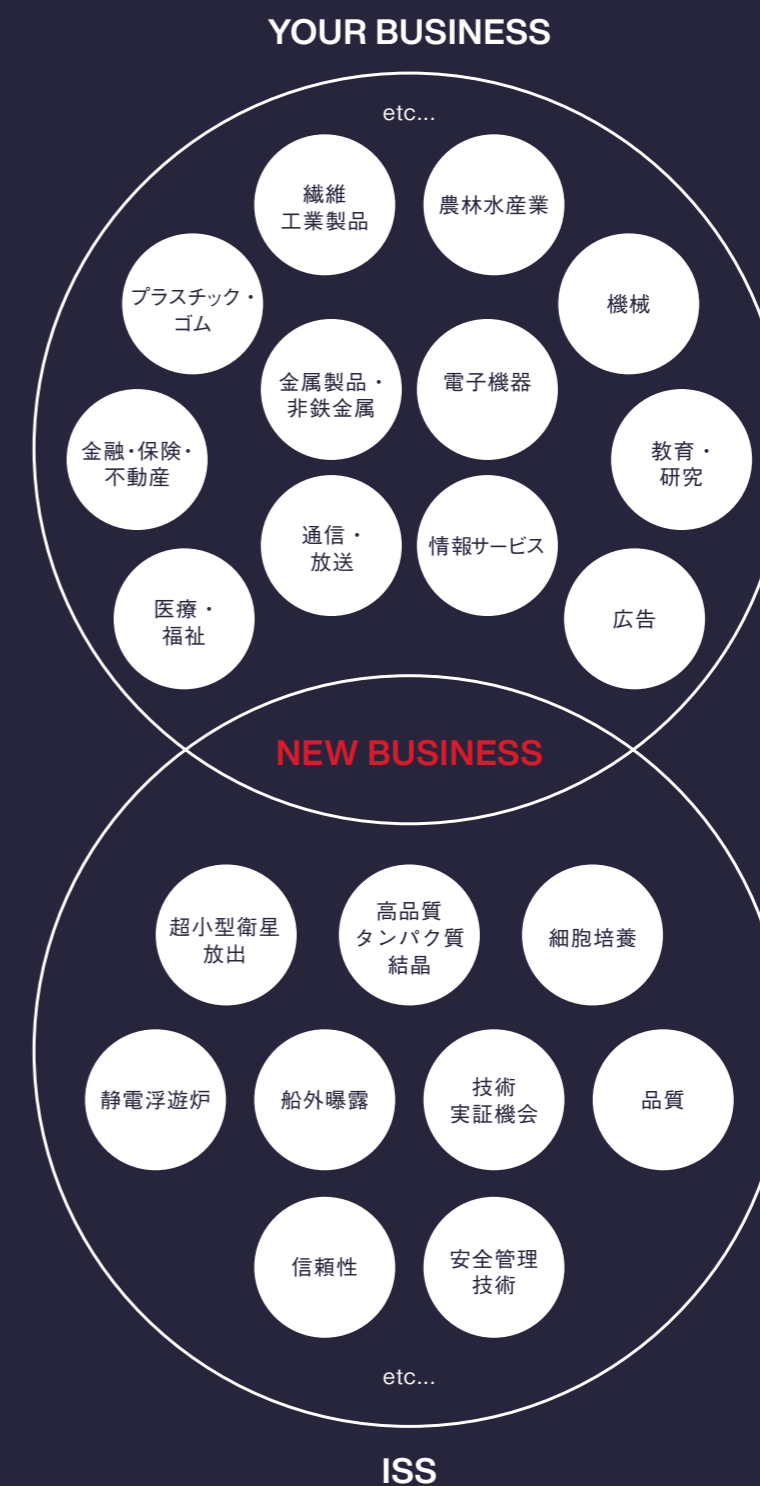 YOUR BUSINESS
etc...
繊維
工業製品
農林水産業
プラスチック・
ゴム
機械
金属製品・
非鉄金属
電子機器
金融・保険・
不動産
教育・
研究
通信・
放送
情報サービス
医療・
福祉
広告
NEW BUSINESS
超小型衛星
放出
高品質
タンパク質
結晶
細胞培養
静電浮遊炉
船外曝露
技術
実証機会
品質
信頼性
安全管理
技術
etc...
ISS